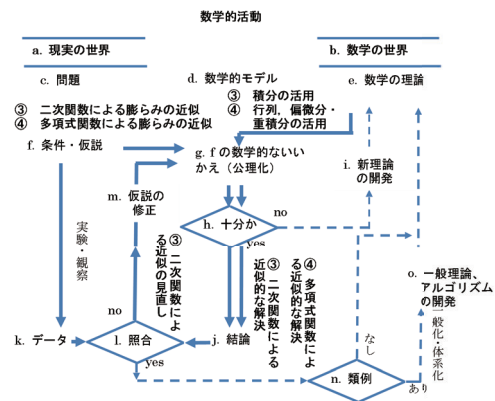 数学的活動
a. 現実の世界
b. 数学の世界
c. 問題
d. 数学的モデル
e. 数学の理論
③ 二次関数による膨らみの近似
④ 多項式関数による膨らみの近似
③ 積分の活用
④ 行列，偏微分・
重積分の活用
f. 条件・仮説
g. f の数学的ないい
かえ（公理化）
i. 新理論
の開発
m. 仮説の
修正
h. 十分か
no
yes
実験・観察
③ 二次関数によ
る近似の見直し
③ 二次関数による
近似的な解決
④ 多項式関数によ
る近似的な解決
o. 一般理論、
アルゴリズム
の開発
一般化・体系化
no
k. データ
l. 照合
j. 結論
yes
なし
n. 類例
あり